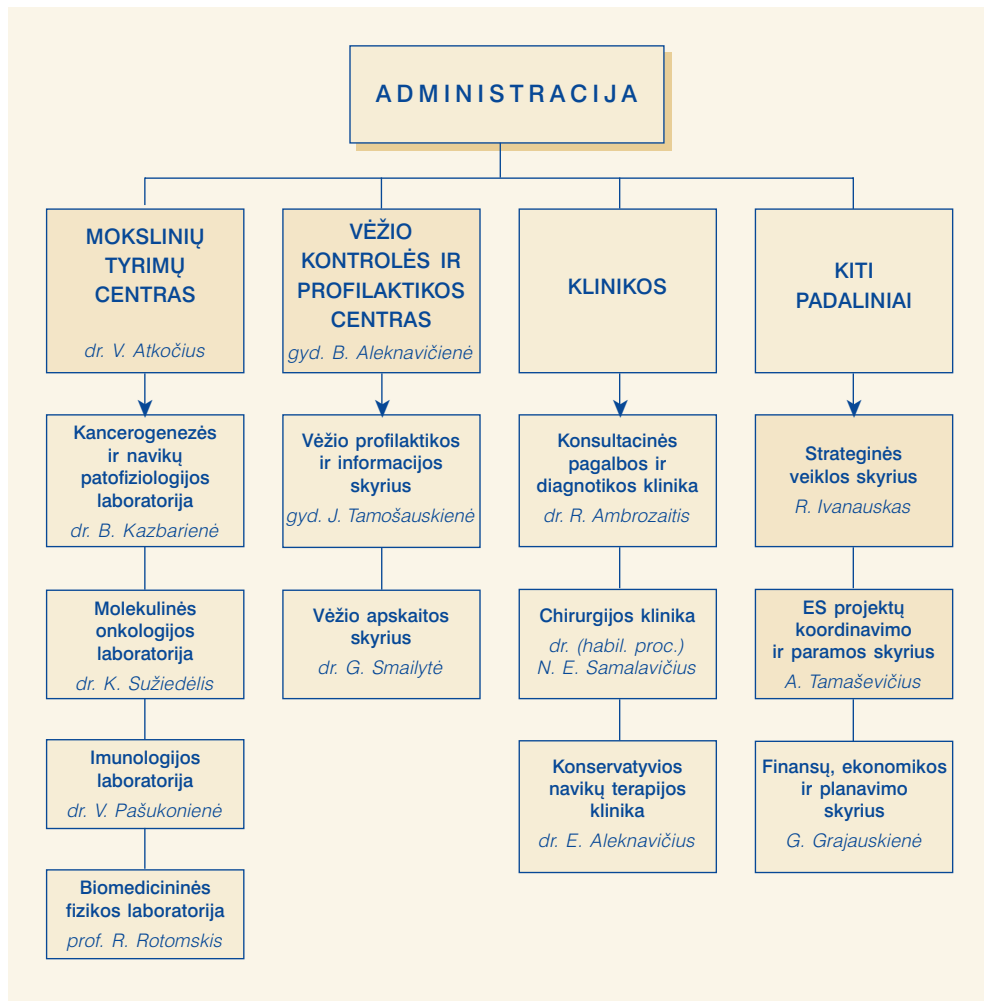 ADMINISTRACIJA
MOKSLINIŲ
TYRIMŲ
CENTRAS
dr. V. Atkočius
Kancerogenezės
ir navikų
patofiziologijos
laboratorija
dr. B. Kazbarienė
Molekulinės
onkologijos
laboratorija
dr. K. Sužiedėlis
Imunologijos
laboratorija
dr. V. Pašukonienė
Biomedicininės
fizikos laboratorija
prof. R. Rotomskis
VĖŽIO
KONTROLĖS IR
PROFILAKTIKOS
CENTRAS
gyd. B. Aleknavičienė
Vėžio profilaktikos
ir informacijos
skyrius
gyd. J. Tamošauskienė
Vėžio apskaitos
skyrius
dr. G. Smailytė
KLINIKOS
Konsultacinės
pagalbos ir
diagnotikos klinika
dr. R. Ambrozaitis
Chirurgijos klinika
dr. (habil. proc.)
N. E. Samalavičius
Konservatyvios
navikų terapijos
klinika
dr. E. Aleknavičius
KITI
PADALINIAI
Strateginės
veiklos skyrius
R. Ivanauskas
ES projektų
koordinavimo
ir paramos skyrius
A. Tamaševičius
Finansų, ekonomikos
ir planavimo
skyrius
G. Grajauskienė